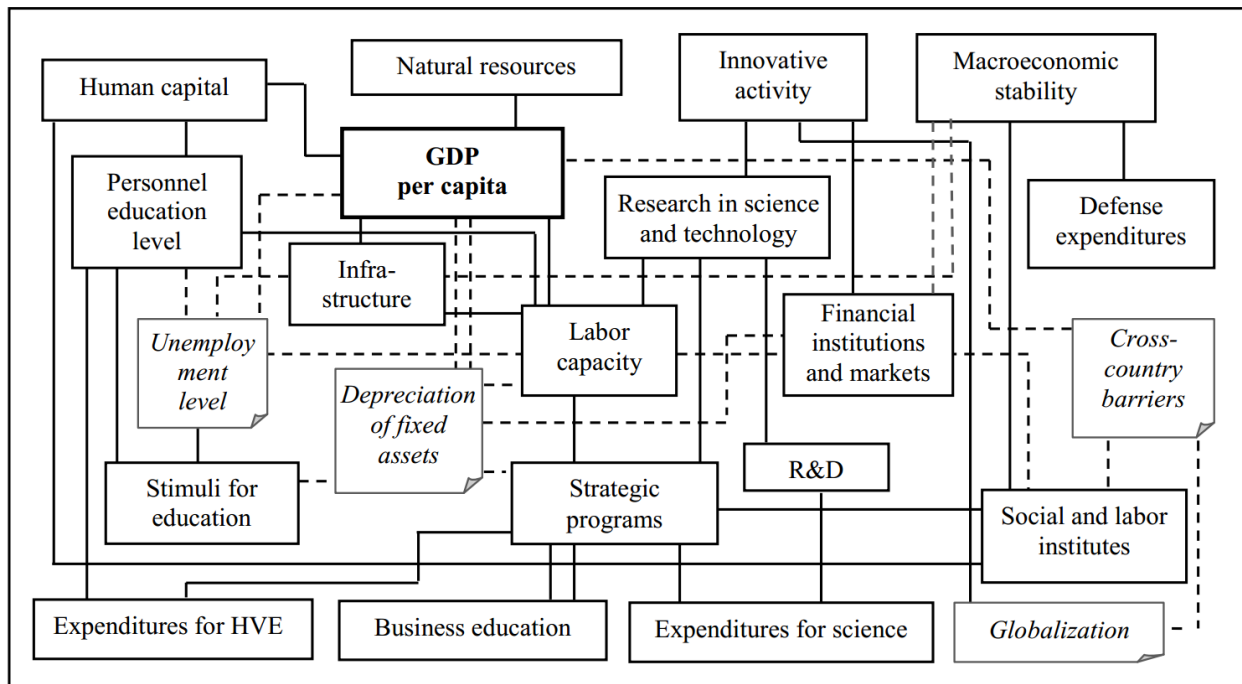 Human capital
Natural resources
Innovative
activity
Macroeconomic
stability
GDP
per capita
Personnel
education
level
Research in science
and technology
Defense
expenditures
Infra-
structure
Labor
capacity
Financial
institutions
and markets
Unemploy
ment
level
Depreciation
of fixed
assets
Cross-
country
barriers
Stimuli for
education
Strategic
programs
R&D
Social and labor
institutes
Expenditures for HVE
Business education
Expenditures for science
Globalization